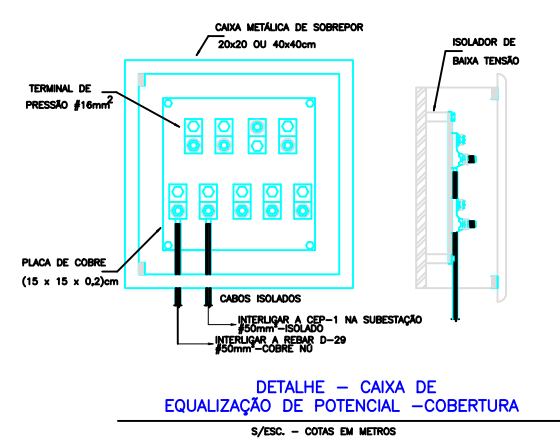 CAIXA METÁLICA DE SOBREPOR
20x20 OU 40x40cm
ISOLADOR DE
BAIXA TENSÃO
TERMINAL DE
PRESSÃO #16mm²
PLACA DE COBRE
(15 x 15 x 0,2)cm
CABOS ISOLADOS
INTERLIGAR A CEP-1 NA SUBESTAÇÃO
#50mm²-ISOLADO
INTERLIGAR A REBAR D-29
#50mm²-COBRE NÚ
DETALHE - CAIXA DE
EQUALIZAÇÃO DE POTENCIAL -COBERTURA
S/ESC. - COTAS EM METROS